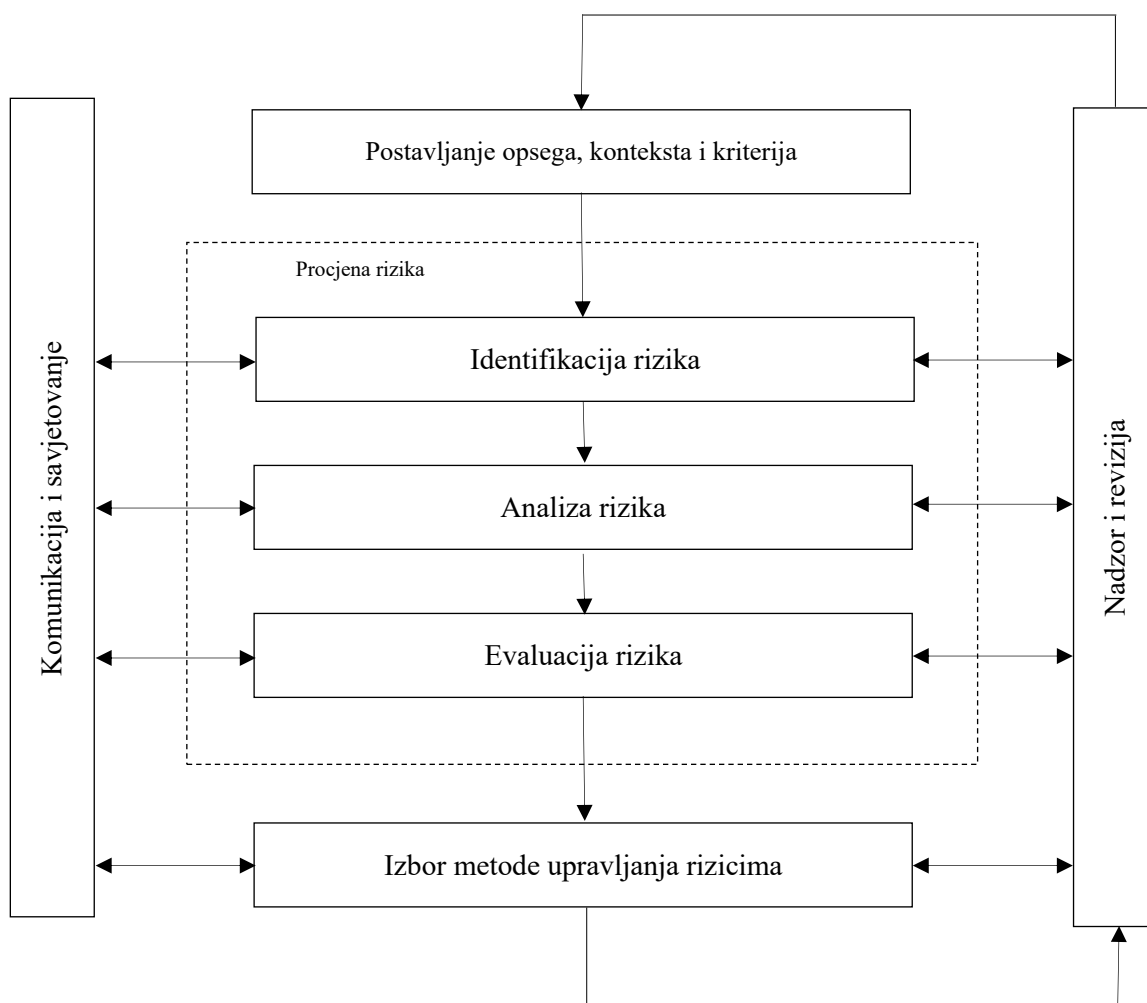 Postavljanje opsega, konteksta i kriterija
Procjena rizika
Identifikacija rizika
Analiza rizika
Evaluacija rizika
Izbor metode upravljanja rizicima
Komunikacija i savjetovanje
Nadzor i revizija